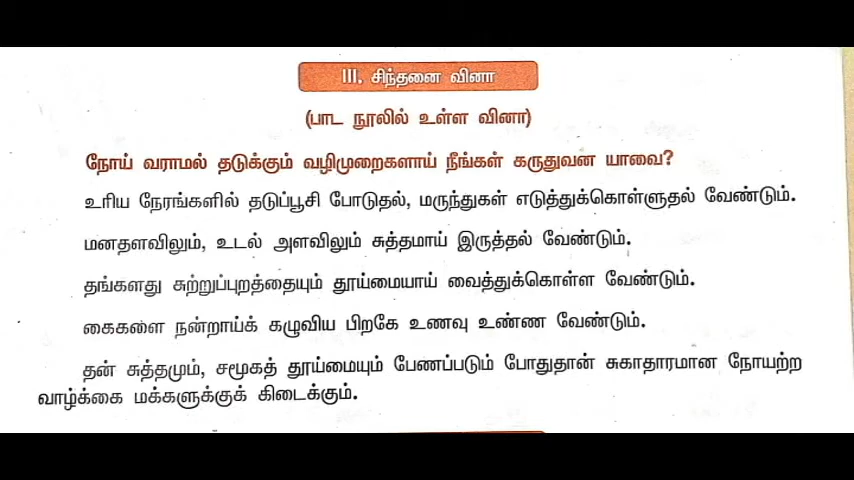 III. சிந்தனை வினா
(பாட நூலில் உள்ள வினா)
நோய் வராமல் தடுக்கும் வழிமுறைகளாய் நீங்கள் கருதுவன யாவை?
உரிய நேரங்களில் தடுப்பூசி போடுதல், மருந்துகள் எடுத்துக்கொள்ளுதல் வேண்டும்.
மனதளவிலும், உடல் அளவிலும் சுத்தமாய் இருத்தல் வேண்டும்.
தங்களது சுற்றுப்புறத்தையும் தூய்மையாய் வைத்துக்கொள்ள வேண்டும்.
கைகளை நன்றாய்க் கழுவிய பிறகே உணவு உண்ண வேண்டும்.
தன் சுத்தமும், சமூகத் தூய்மையும் பேணப்படும் போதுதான் சுகாதாரமான நோயற்ற
வாழ்க்கை மக்களுக்குக் கிடைக்கும்.